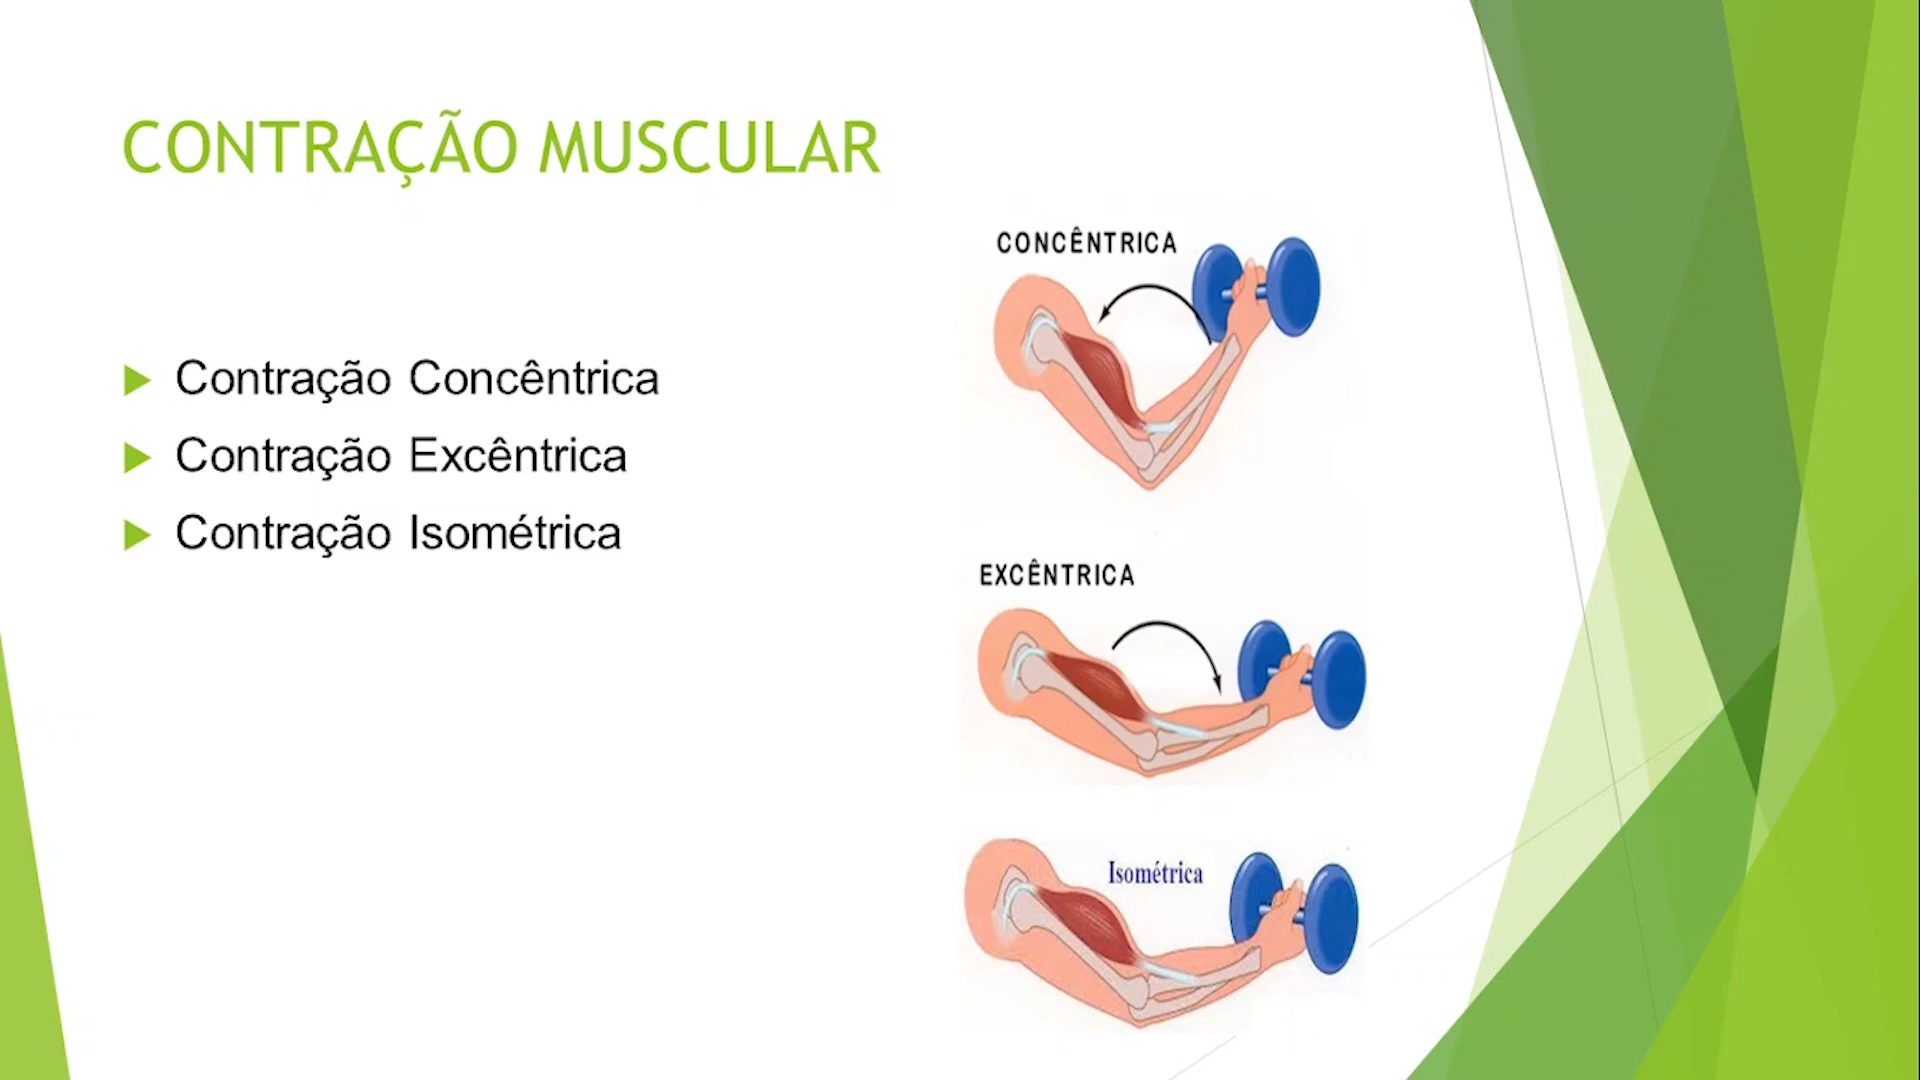 CONTRAÇÃO MUSCULAR
Contração Concêntrica
Contração Excêntrica
Contração Isométrica
CONCÊNTRICA
EXCÊNTRICA
Isométrica